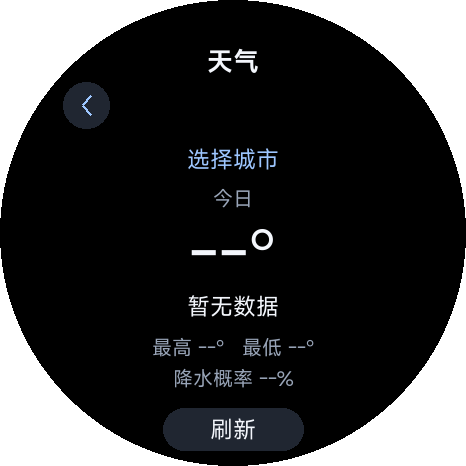 天气
选择城市
今日
--°
暂无数据
最高 --° 最低 --°
降水概率 --%
刷新